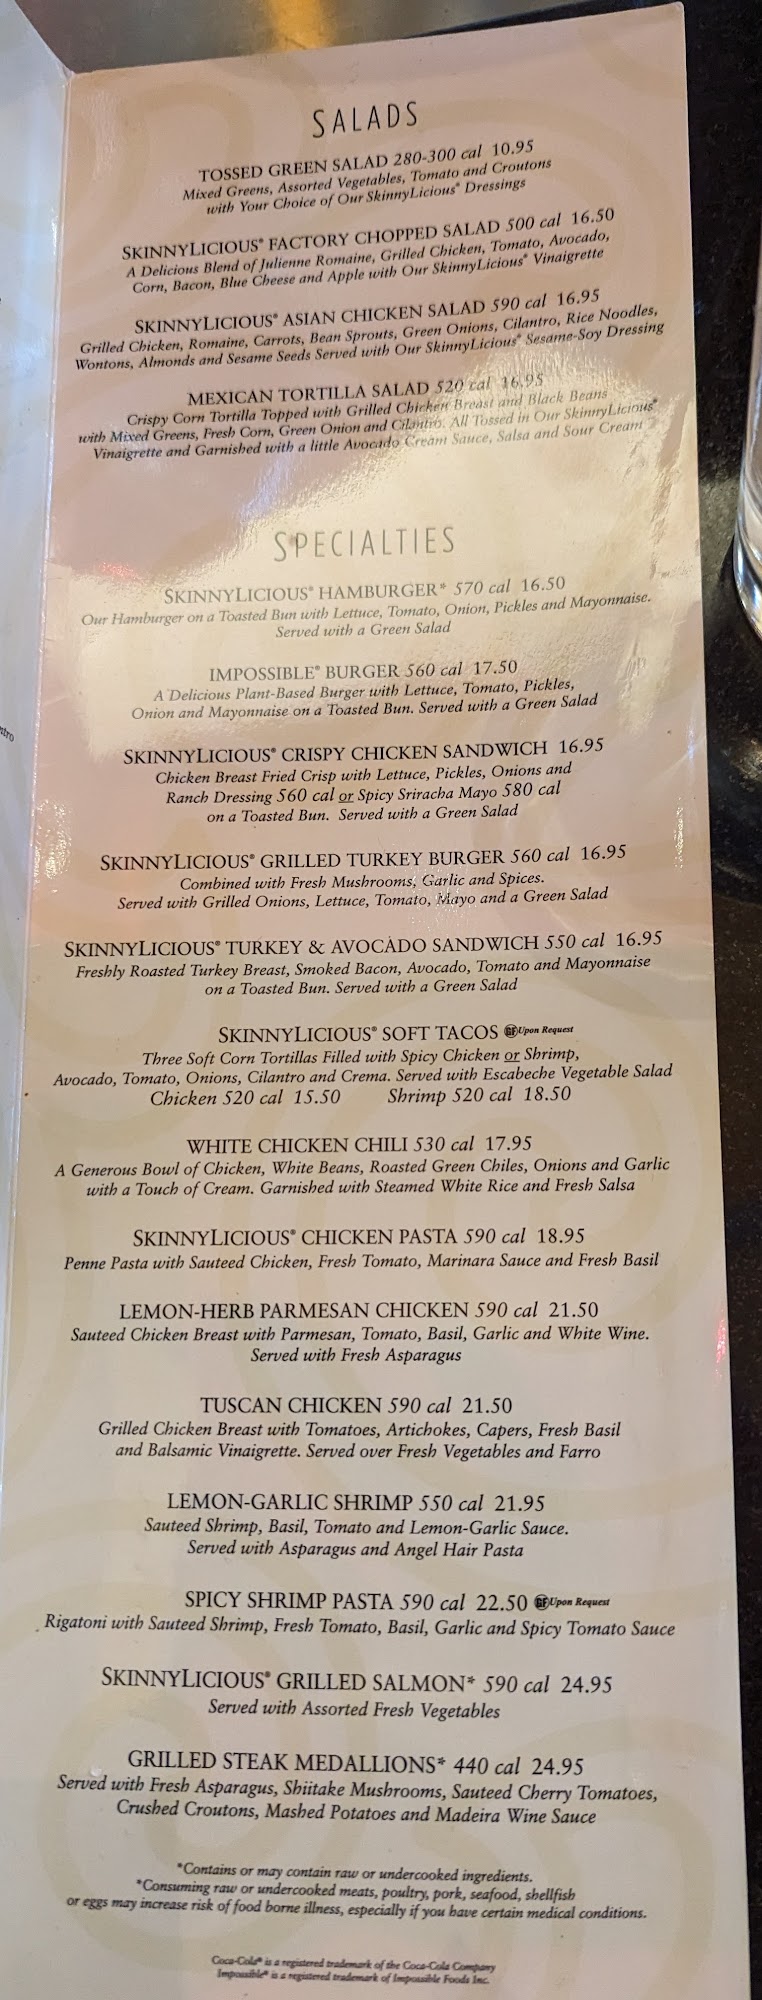 SALADS
TOSSED GREEN SALAD 280-300 cal 10.95
Mixed Greens, Assorted Vegetables, Tomato and Croutons
with Your Choice of Our SkinnyLicious® Dressings
SKINNYLICIOUS® FACTORY CHOPPED SALAD 500 cal 16.50
A Delicious Blend of Julienne Romaine, Grilled Chicken, Tomato, Avocado,
Corn, Bacon, Blue Cheese and Apple with Our SkinnyLicious® Vinaigrette
SKINNYLICIOUS® ASIAN CHICKEN SALAD 590 cal 16.95
Grilled Chicken, Romaine, Carrots, Bean Sprouts, Green Onions, Cilantro, Rice Noodles,
Wontons, Almonds and Sesame Seeds Served with Our SkinnyLicious® Sesame-Soy Dressing
MEXICAN TORTILLA SALAD 520 cal 16.95
Crispy Corn Tortilla Topped with Grilled Chicken Breast and Black Beans
with Mixed Greens, Fresh Corn, Green Onion and Cilantro. All Tossed in Our SkinnyLicious®
Vinaigrette and Garnished with a little Avocado Cream Sauce, Salsa and Sour Cream
SPECIALTIES
SKINNYLICIOUS® HAMBURGER* 570 cal 16.50
Our Hamburger on a Toasted Bun with Lettuce, Tomato, Onion, Pickles and Mayonnaise.
Served with a Green Salad
IMPOSSIBLE® BURGER 560 cal 17.50
A Delicious Plant-Based Burger with Lettuce, Tomato, Pickles,
Onion and Mayonnaise on a Toasted Bun. Served with a Green Salad
SKINNYLICIOUS® CRISPY CHICKEN SANDWICH 16.95
Chicken Breast Fried Crisp with Lettuce, Pickles, Onions and
Ranch Dressing 560 cal or Spicy Sriracha Mayo 580 cal
on a Toasted Bun. Served with a Green Salad
SKINNYLICIOUS® GRILLED TURKEY BURGER 560 cal 16.95
Combined with Fresh Mushrooms, Garlic and Spices.
Served with Grilled Onions, Lettuce, Tomato, Mayo and a Green Salad
SKINNYLICIOUS® TURKEY & AVOCADO SANDWICH 550 cal 16.95
Freshly Roasted Turkey Breast, Smoked Bacon, Avocado, Tomato and Mayonnaise
on a Toasted Bun. Served with a Green Salad
SKINNYLICIOUS® SOFT TACOS GF Upon Request
Three Soft Corn Tortillas Filled with Spicy Chicken or Shrimp,
Avocado, Tomato, Onions, Cilantro and Crema. Served with Escabeche Vegetable Salad
Chicken 520 cal 15.50 Shrimp 520 cal 18.50
WHITE CHICKEN CHILI 530 cal 17.95
A Generous Bowl of Chicken, White Beans, Roasted Green Chiles, Onions and Garlic
with a Touch of Cream. Garnished with Steamed White Rice and Fresh Salsa
SKINNYLICIOUS® CHICKEN PASTA 590 cal 18.95
Penne Pasta with Sauteed Chicken, Fresh Tomato, Marinara Sauce and Fresh Basil
LEMON-HERB PARMESAN CHICKEN 590 cal 21.50
Sauteed Chicken Breast with Parmesan, Tomato, Basil, Garlic and White Wine.
Served with Fresh Asparagus
TUSCAN CHICKEN 590 cal 21.50
Grilled Chicken Breast with Tomatoes, Artichokes, Capers, Fresh Basil
and Balsamic Vinaigrette. Served over Fresh Vegetables and Farro
LEMON-GARLIC SHRIMP 550 cal 21.95
Sauteed Shrimp, Basil, Tomato and Lemon-Garlic Sauce.
Served with Asparagus and Angel Hair Pasta
SPICY SHRIMP PASTA 590 cal 22.50 GF Upon Request
Rigatoni with Sauteed Shrimp, Fresh Tomato, Basil, Garlic and Spicy Tomato Sauce
SKINNYLICIOUS® GRILLED SALMON* 590 cal 24.95
Served with Assorted Fresh Vegetables
GRILLED STEAK MEDALLIONS* 440 cal 24.95
Served with Fresh Asparagus, Shiitake Mushrooms, Sauteed Cherry Tomatoes,
Crushed Croutons, Mashed Potatoes and Madeira Wine Sauce
*Contains or may contain raw or undercooked ingredients.
*Consuming raw or undercooked meats, poultry, pork, seafood, shellfish
or eggs may increase risk of food borne illness, especially if you have certain medical conditions.
Coca-Cola® is a registered trademark of the Coca-Cola Company
Impossible® is a registered trademark of Impossible Foods Inc.